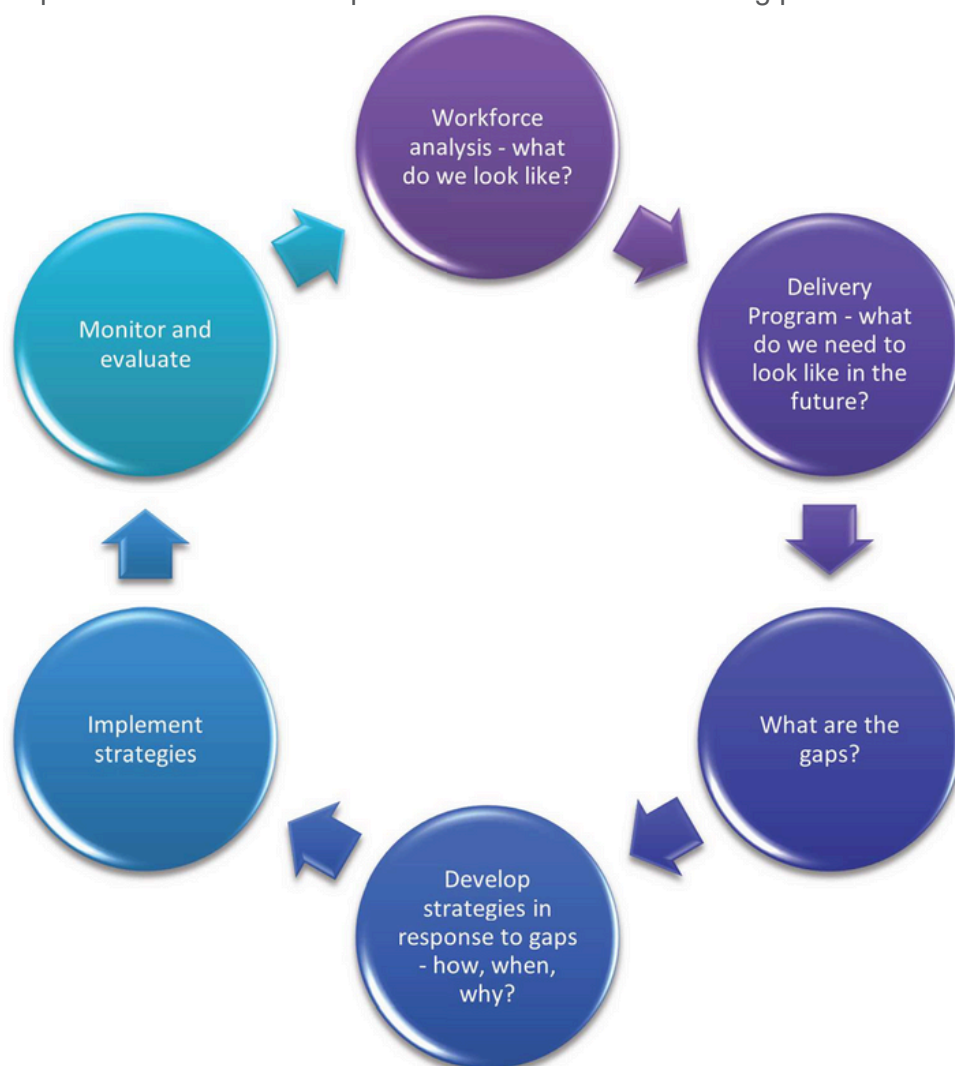 Workforce
analysis - what
do we look like?
Delivery
Program - what
do we need to
look like in the
future?
What are the
gaps?
Develop
strategies in
response to gaps
- how, when,
why?
Implement
strategies
Monitor and
evaluate